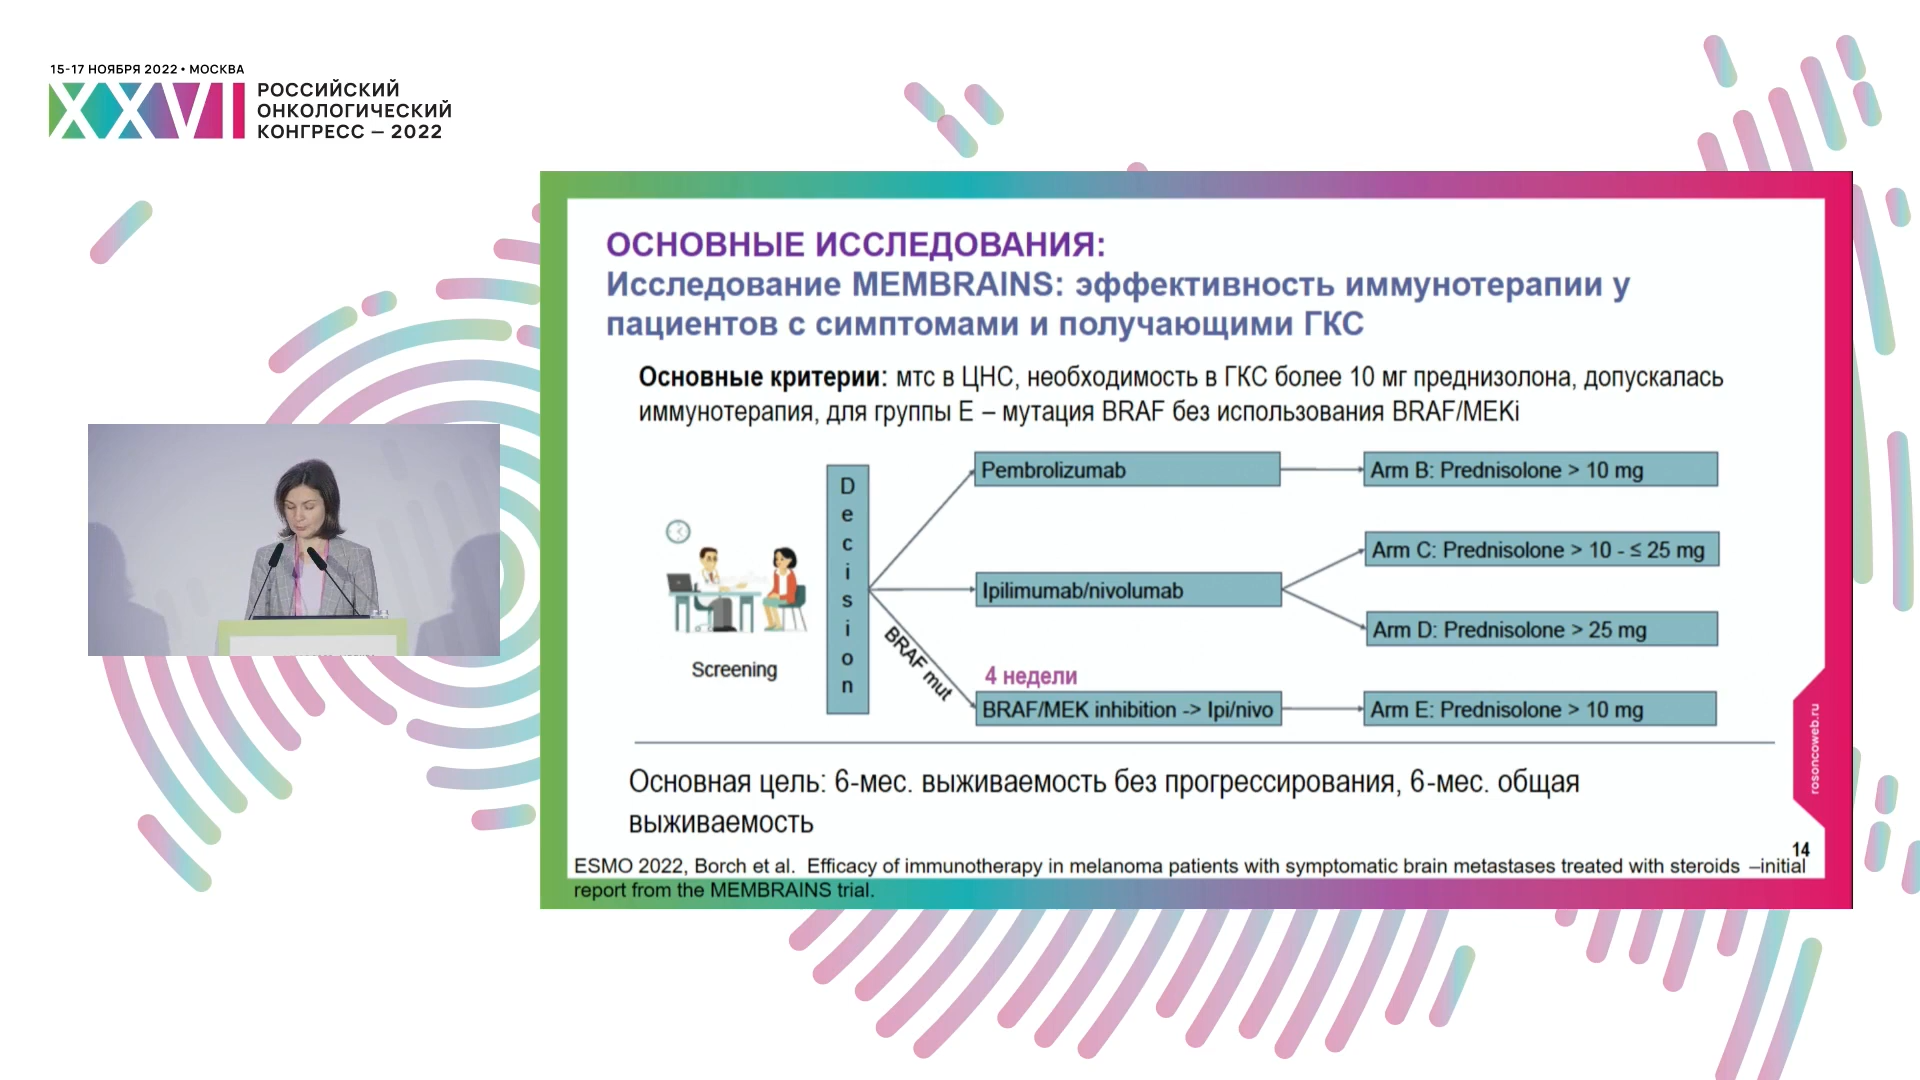 15-17 НОЯБРЯ 2022 • МОСКВА
XXVI
РОССИЙСКИЙ
ОНКОЛОГИЧЕСКИЙ
КОНГРЕСС – 2022
ОСНОВНЫЕ ИССЛЕДОВАНИЯ:
Исследование MEMBRAINS: эффективность иммунотерапии у
пациентов с симптомами и получающими ГКС
Основные критерии: мтс в ЦНС, необходимость в ГКС более 10 мг преднизолона, допускалась
иммунотерапия, для группы Е – мутация BRAF без использования BRAF/MEKi
Screening
Decision
Pembrolizumab
Arm B: Prednisolone > 10 mg
Ipilimumab/nivolumab
Arm C: Prednisolone > 10 - ≤ 25 mg
Arm D: Prednisolone > 25 mg
BRAF mut
4 недели
BRAF/MEK inhibition -> Ipi/nivo
Arm E: Prednisolone > 10 mg
Основная цель: 6-мес. выживаемость без прогрессирования, 6-мес. общая
выживаемость
rosoncoweb.ru
14
ESMO 2022, Borch et al. Efficacy of immunotherapy in melanoma patients with symptomatic brain metastases treated with steroids –initial
report from the MEMBRAINS trial.